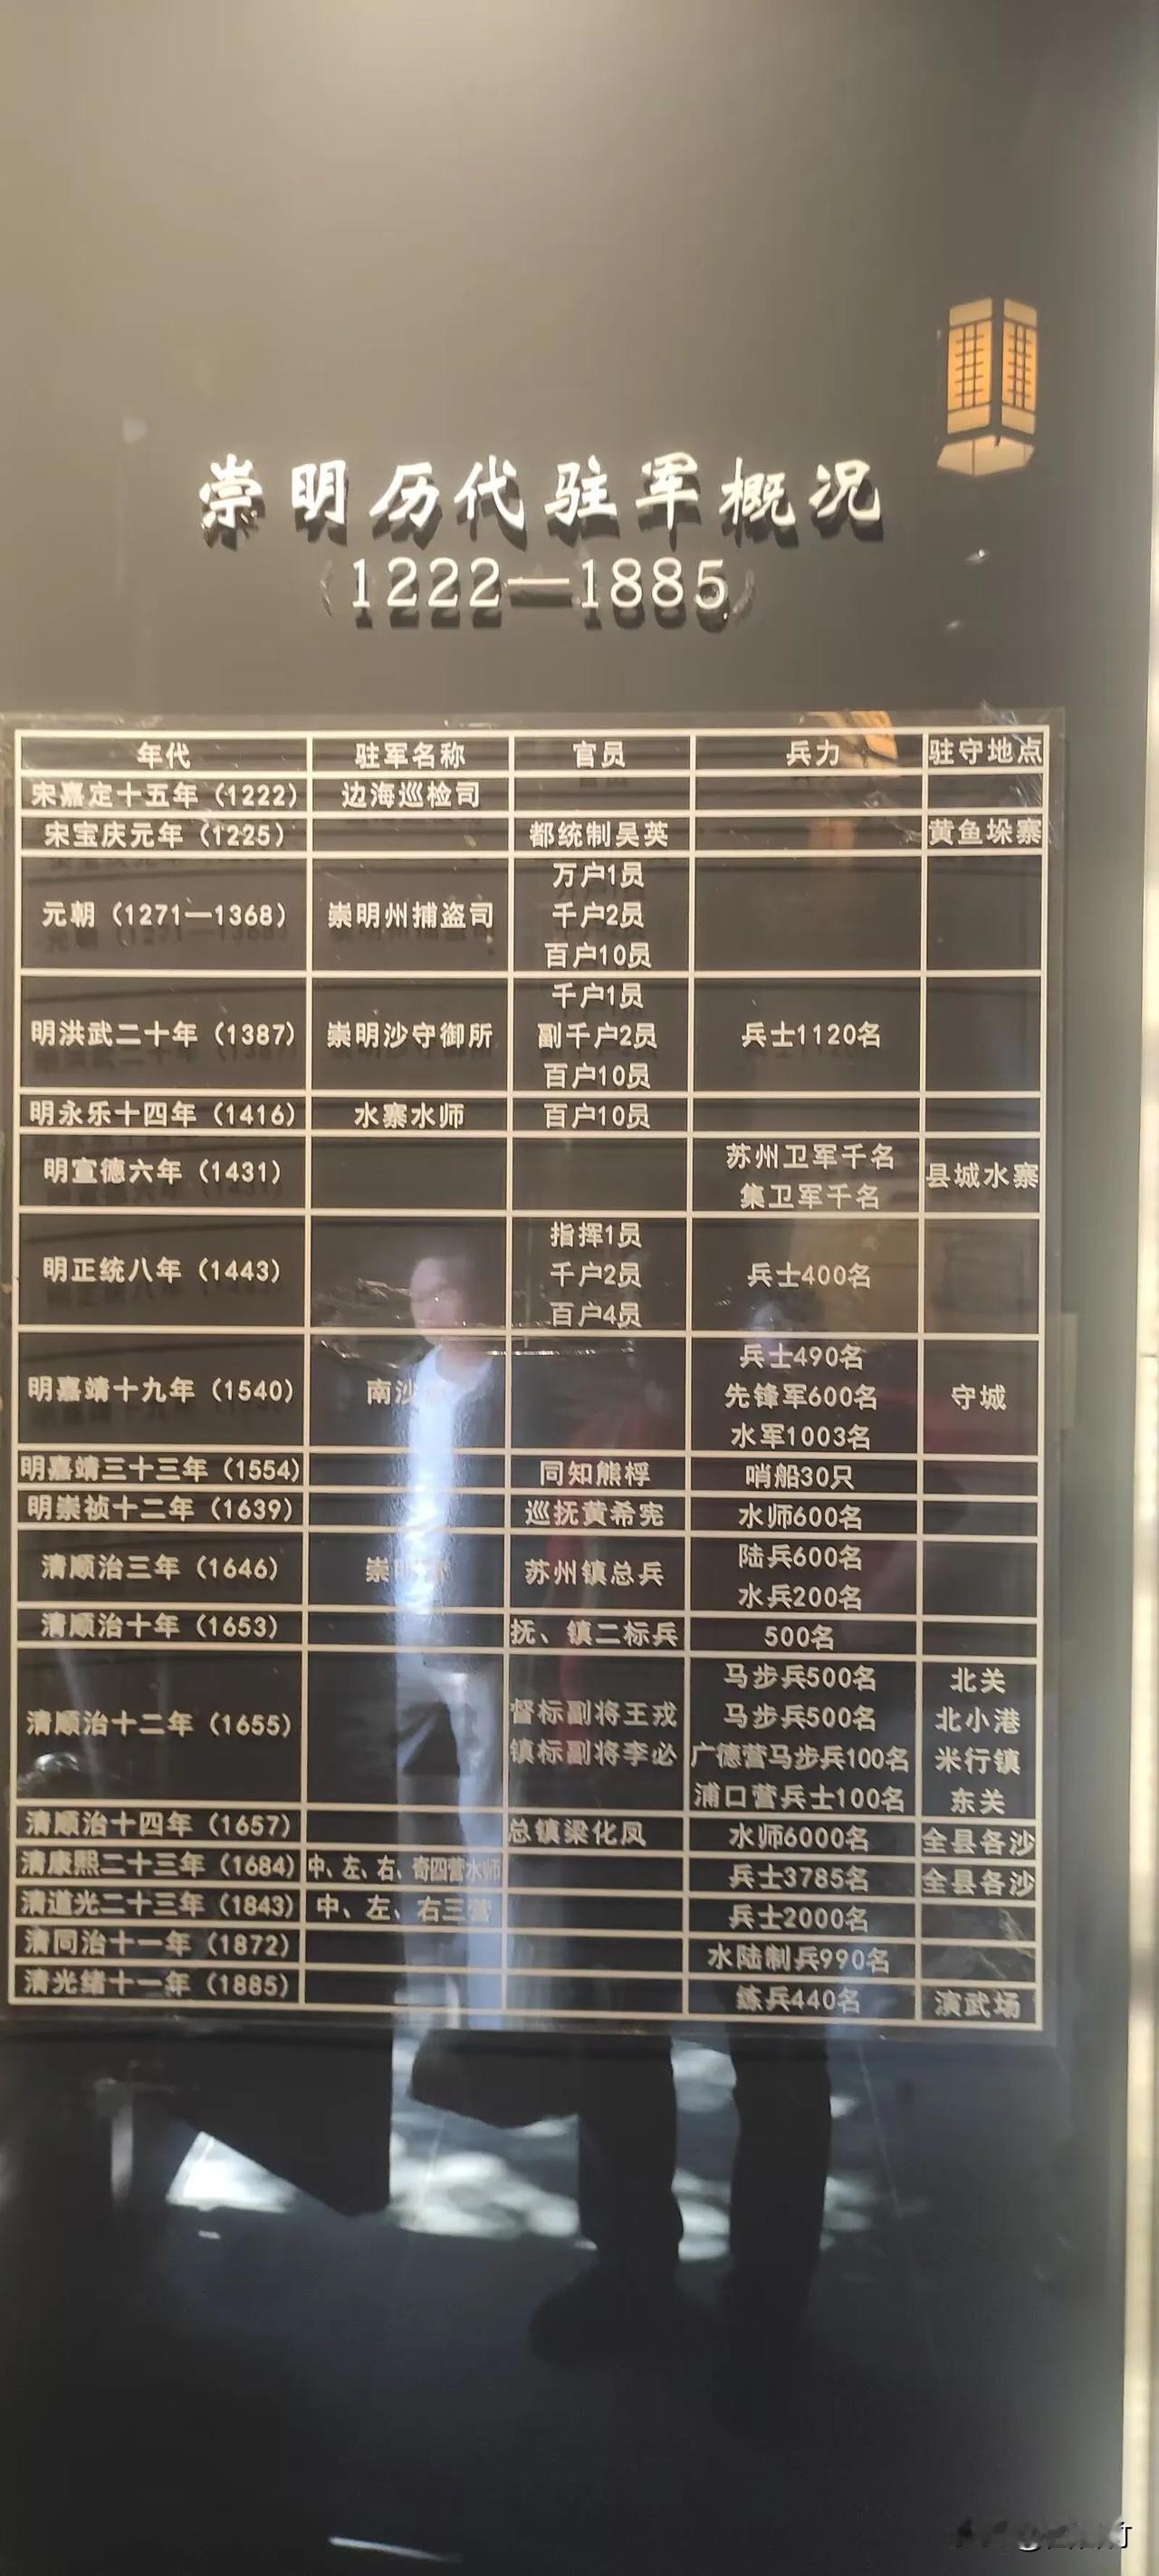 崇明历代驻军概况
（1222—1885）
年代 驻军名称 官员 兵力 驻守地点
宋嘉定十五年（1222） 边海巡检司
宋宝庆元年（1225） 都统制吴英 黄鱼垛寨
元朝（1271—1368） 崇明州捕盗司 万户1员
千户2员
百户10员
明洪武二十年（1387） 崇明沙守御所 千户1员
副千户2员
百户10员
兵士1120名
明永乐十四年（1416） 水寨水师 百户10员
明宣德六年（1431） 苏州卫军千名
集卫军千名
县城水寨
明正统八年（1443） 指挥1员
千户2员
百户4员
兵士400名
明嘉靖十九年（1540） 南沙 兵士490名
先锋军600名
水军1003名
守城
明嘉靖三十三年（1554） 同知熊桴 哨船30只
明崇祯十二年（1639） 巡抚黄希宪 水师600名
清顺治三年（1646） 崇 苏州镇总兵 陆兵600名
水兵200名
清顺治十年（1653） 抚、镇二标兵 500名
清顺治十二年（1655） 督标副将王戎
镇标副将李必
马步兵500名 北关
马步兵500名 北小港
广德营马步兵100名 米行镇
浦口营兵士100名 东关
清顺治十四年（1657） 总镇梁化凤 水师6000名 全县各沙
清康熙二十三年（1684） 中、左、右、奇四营水师 兵士3785名 全县各沙
清道光二十三年（1843） 中、左、右三营 兵士2000名
清同治十一年（1872） 水陆制兵990名
清光绪十一年（1885） 练兵440名 演武场